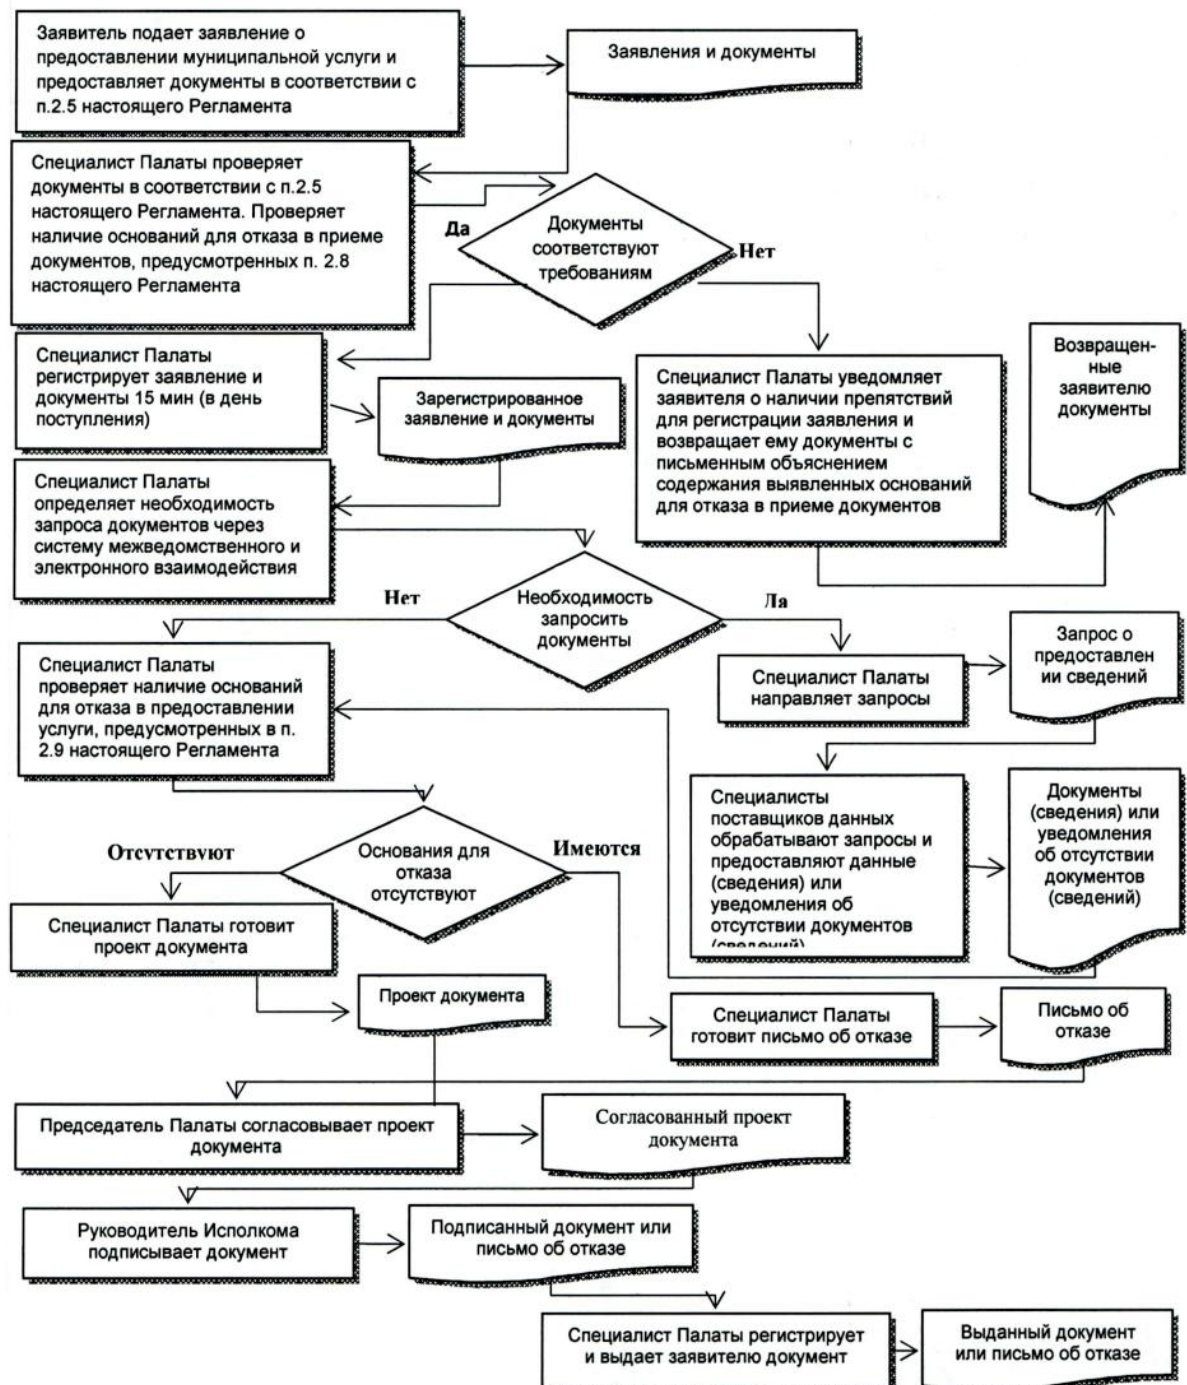 Заявитель подает заявление о
предоставлении муниципальной услуги и
предоставляет документы в соответствии с
п.2.5 настоящего Регламента
Заявления и документы
Специалист Палаты проверяет
документы в соответствии с п.2.5
настоящего Регламента. Проверяет
наличие оснований для отказа в приеме
документов, предусмотренных п. 2.8
настоящего Регламента
Да
Документы
соответствуют
требованиям
Нет
Специалист Палаты
регистрирует заявление и
документы 15 мин (в день
поступления)
Зарегистрированное
заявление и документы
Специалист Палаты уведомляет
заявителя о наличии препятствий
для регистрации заявления и
возвращает ему документы с
письменным объяснением
содержания выявленных оснований
для отказа в приеме документов
Возвращен-
ные
заявителю
документы
Специалист Палаты
определяет необходимость
запроса документов через
систему межведомственного и
электронного взаимодействия
Нет
Необходимость
запросить
документы
Да
Специалист Палаты
проверяет наличие оснований
для отказа в предоставлении
услуги, предусмотренных в п.
2.9 настоящего Регламента
Специалист Палаты
направляет запросы
Запрос о
предоставлен
ии сведений
Специалисты
поставщиков данных
обрабатывают запросы и
предоставляют данные
(сведения) или
уведомления об
отсутствии документов
(сведений)
Документы
(сведения) или
уведомления
об отсутствии
документов
(сведений)
Отсутствуют
Основания для
отказа
отсутствуют
Имеются
Специалист Палаты готовит
проект документа
Проект документа
Специалист Палаты
готовит письмо об отказе
Письмо об
отказе
Председатель Палаты согласовывает проект
документа
Согласованный проект
документа
Руководитель Исполкома
подписывает документ
Подписанный документ или
письмо об отказе
Специалист Палаты регистрирует
и выдает заявителю документ
Выданный документ
или письмо об отказе